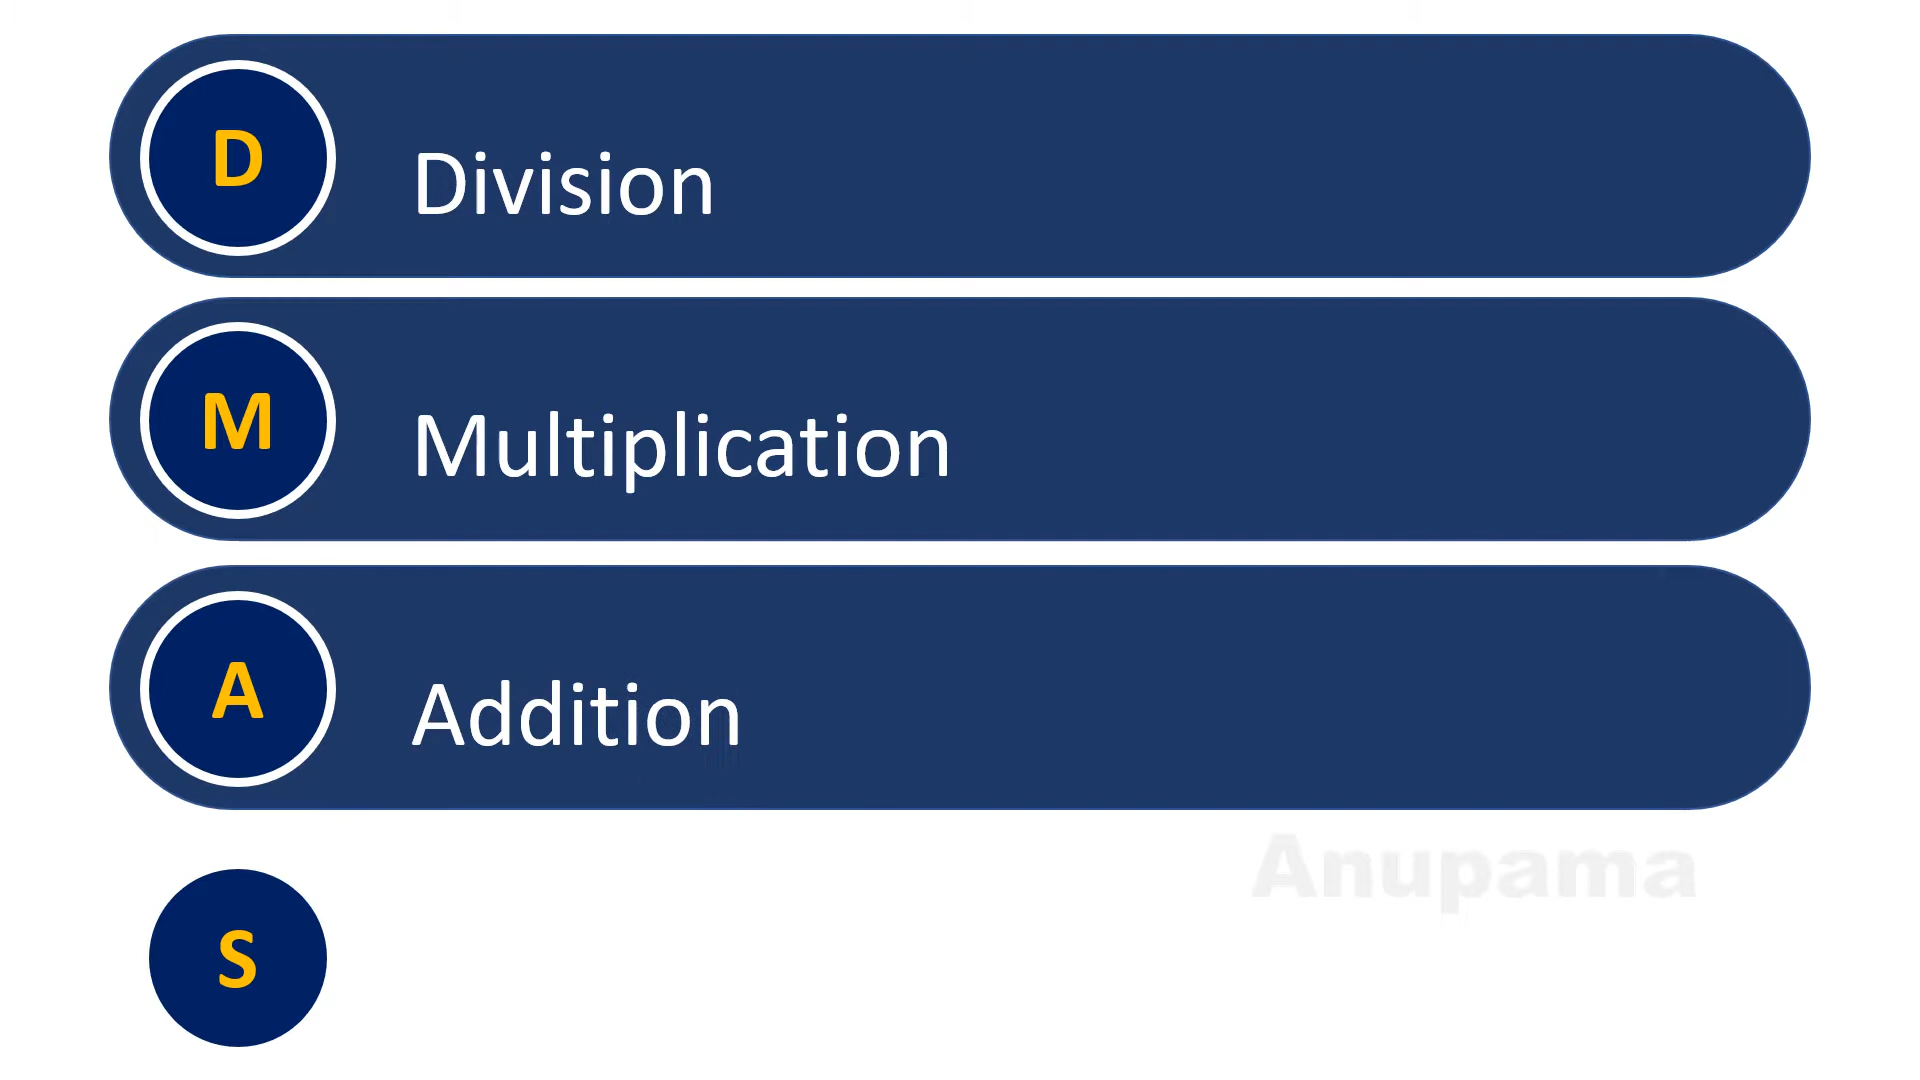 D
Division
M
Multiplication
A
Addition
Anupama
S